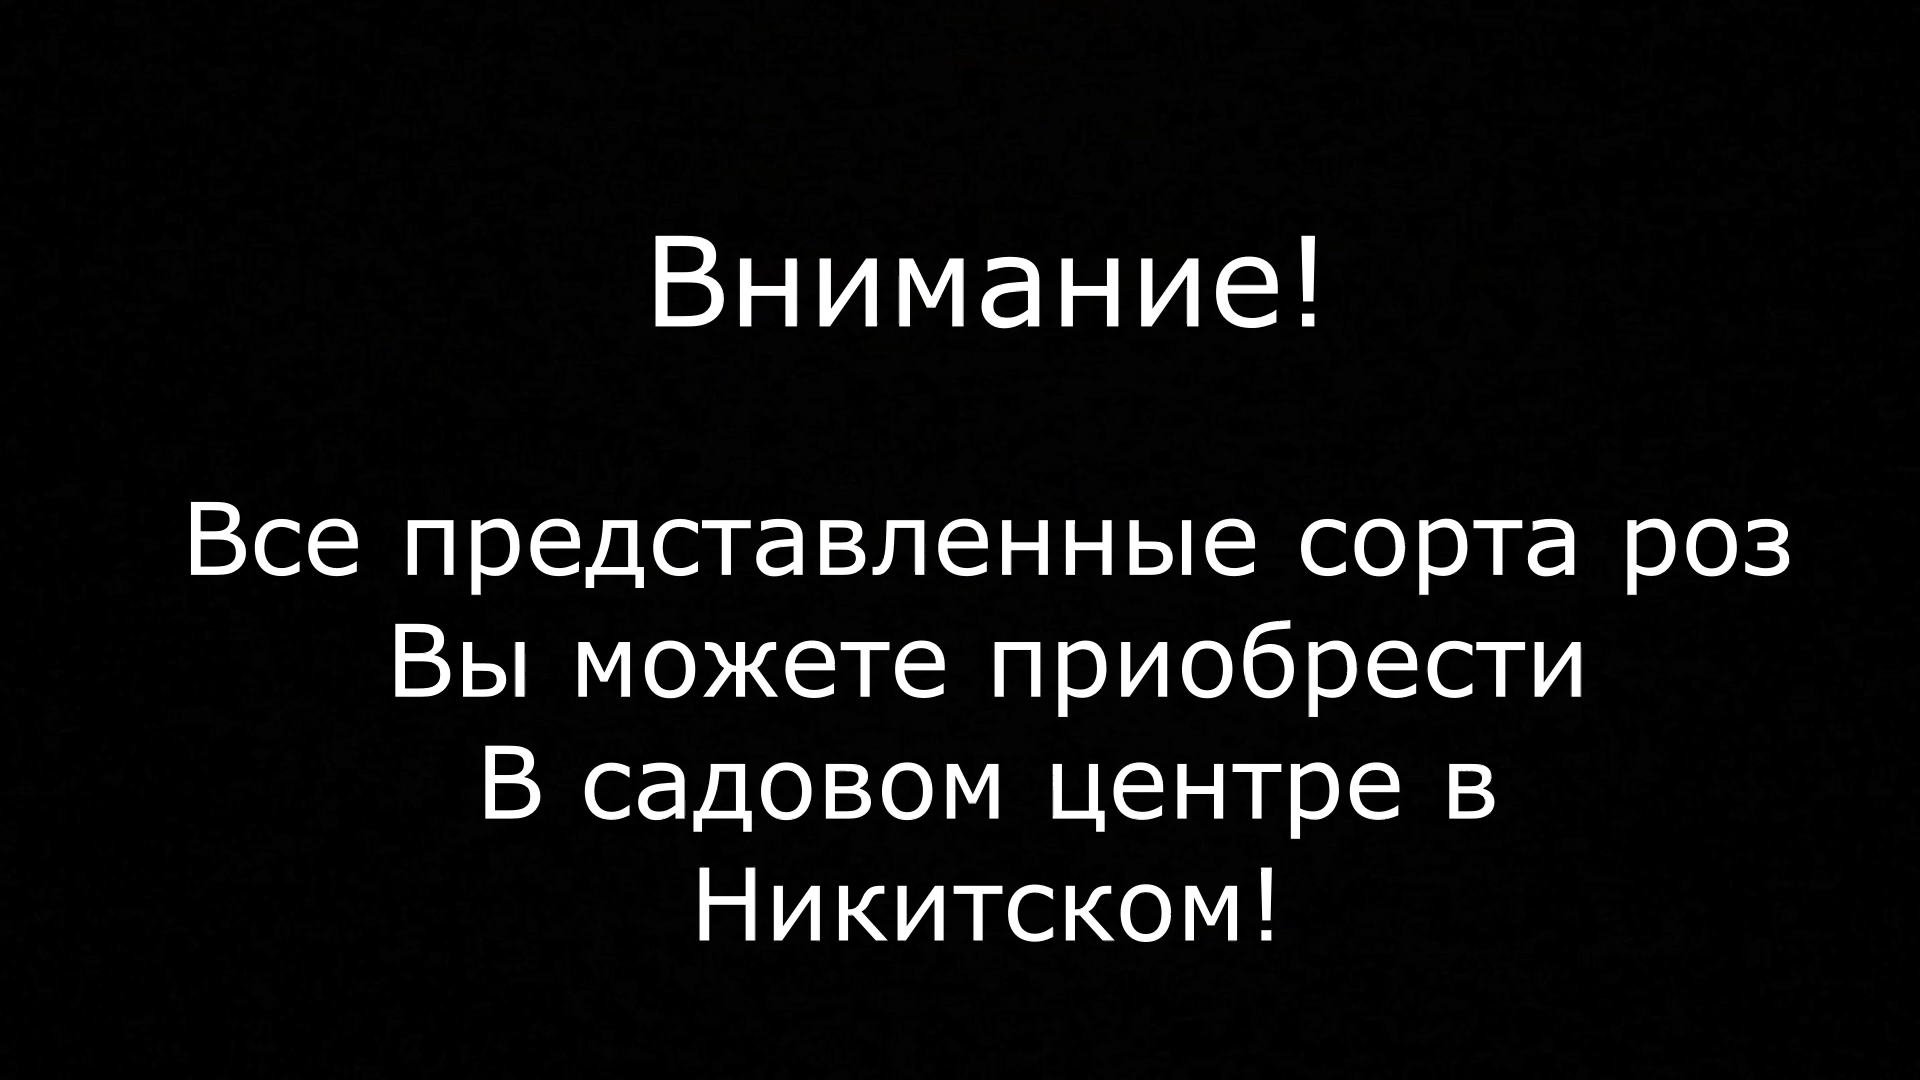 Внимание!
Все представленные сорта роз
Вы можете приобрести
В садовом центре в
Никитском!